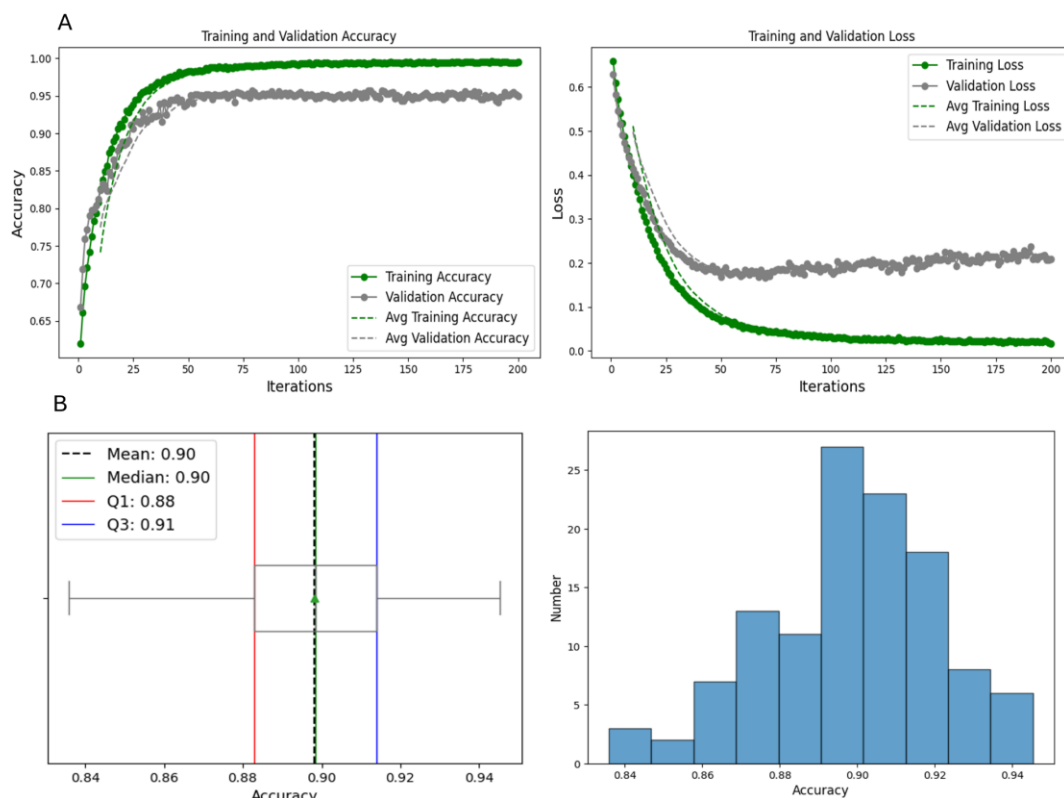 A
Training and Validation Accuracy
1.00
0.95
0.90
0.85
0.80
0.75
0.70
0.65
Accuracy
Training Accuracy
Validation Accuracy
Avg Training Accuracy
Avg Validation Accuracy
0 25 50 75 100 125 150 175 200
Iterations
Training and Validation Loss
0.6
0.5
0.4
0.3
0.2
0.1
0.0
Loss
Training Loss
Validation Loss
Avg Training Loss
Avg Validation Loss
0 25 50 75 100 125 150 175 200
Iterations
B
Mean: 0.90
Median: 0.90
Q1: 0.88
Q3: 0.91
0.84 0.86 0.88 0.90 0.92 0.94
Accuracy
25
20
15
10
5
0
Number
0.84 0.86 0.88 0.90 0.92 0.94
Accuracy